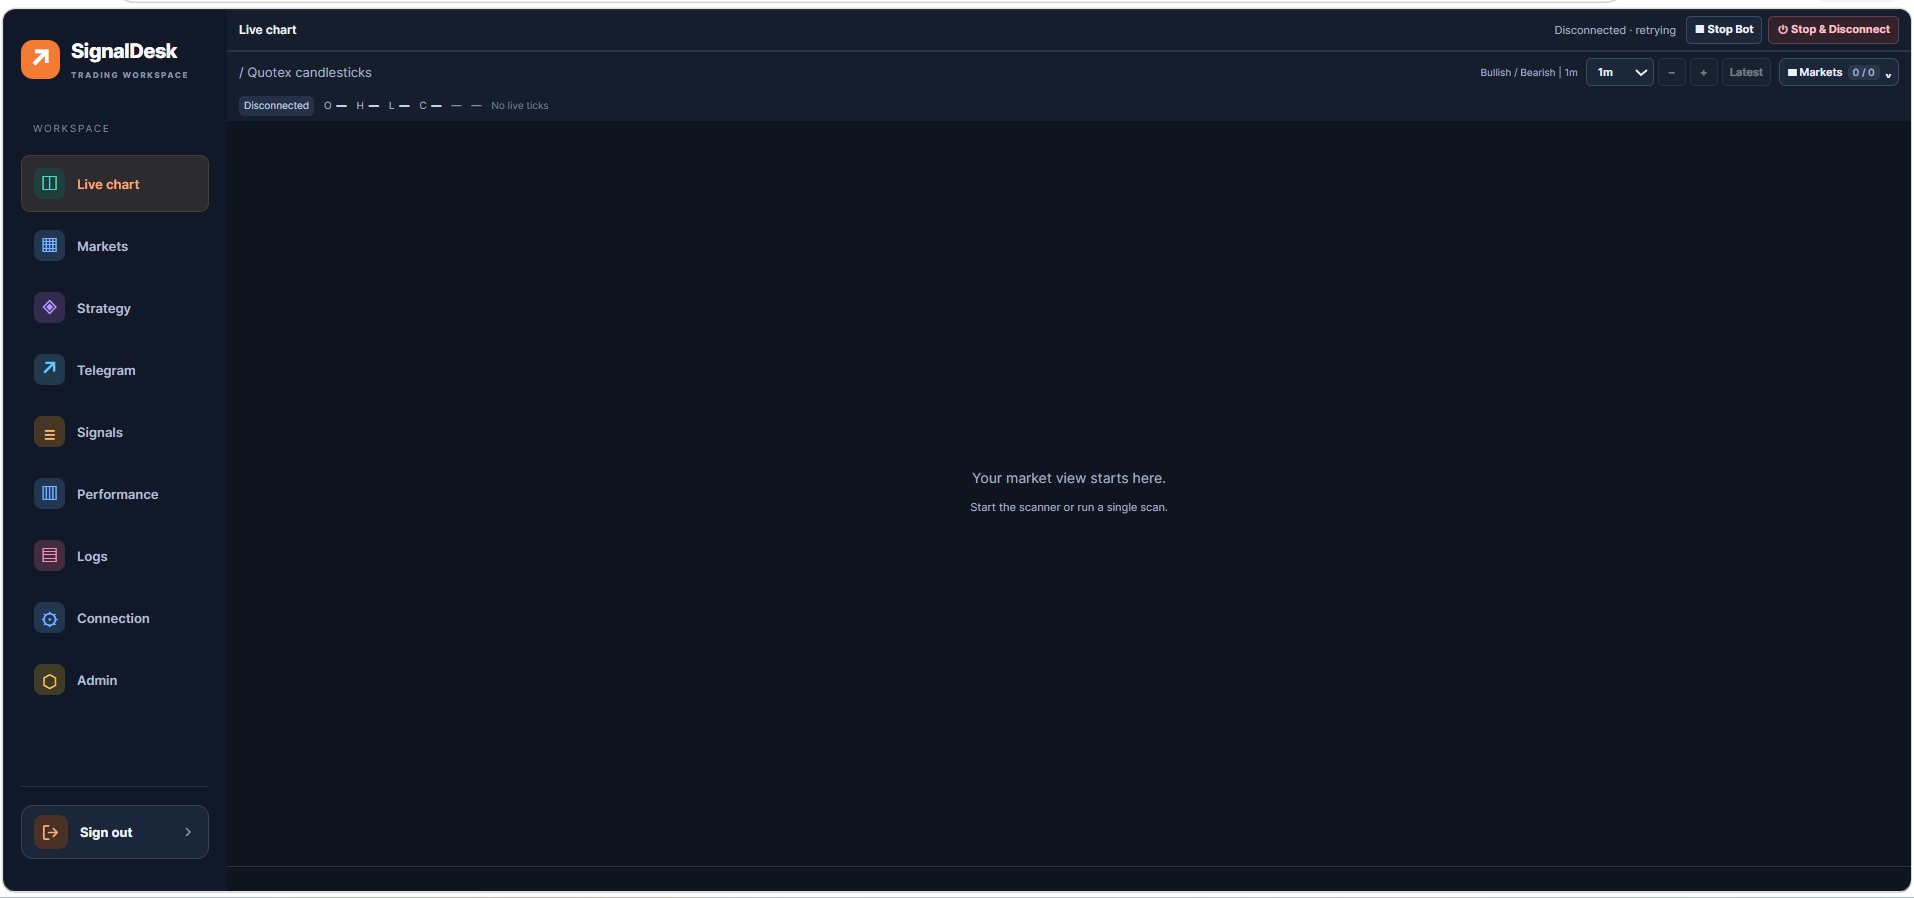 SignalDesk
TRADING WORKSPACE
WORKSPACE
Live chart
Markets
Strategy
Telegram
Signals
Performance
Logs
Connection
Admin
Sign out
Live chart
Disconnected · retrying
Stop Bot
Stop & Disconnect
/ Quotex candlesticks
Bullish / Bearish | 1m
1m
−
+
Latest
Markets 0 / 0
Disconnected O — H — L — C — — — No live ticks
Your market view starts here.
Start the scanner or run a single scan.